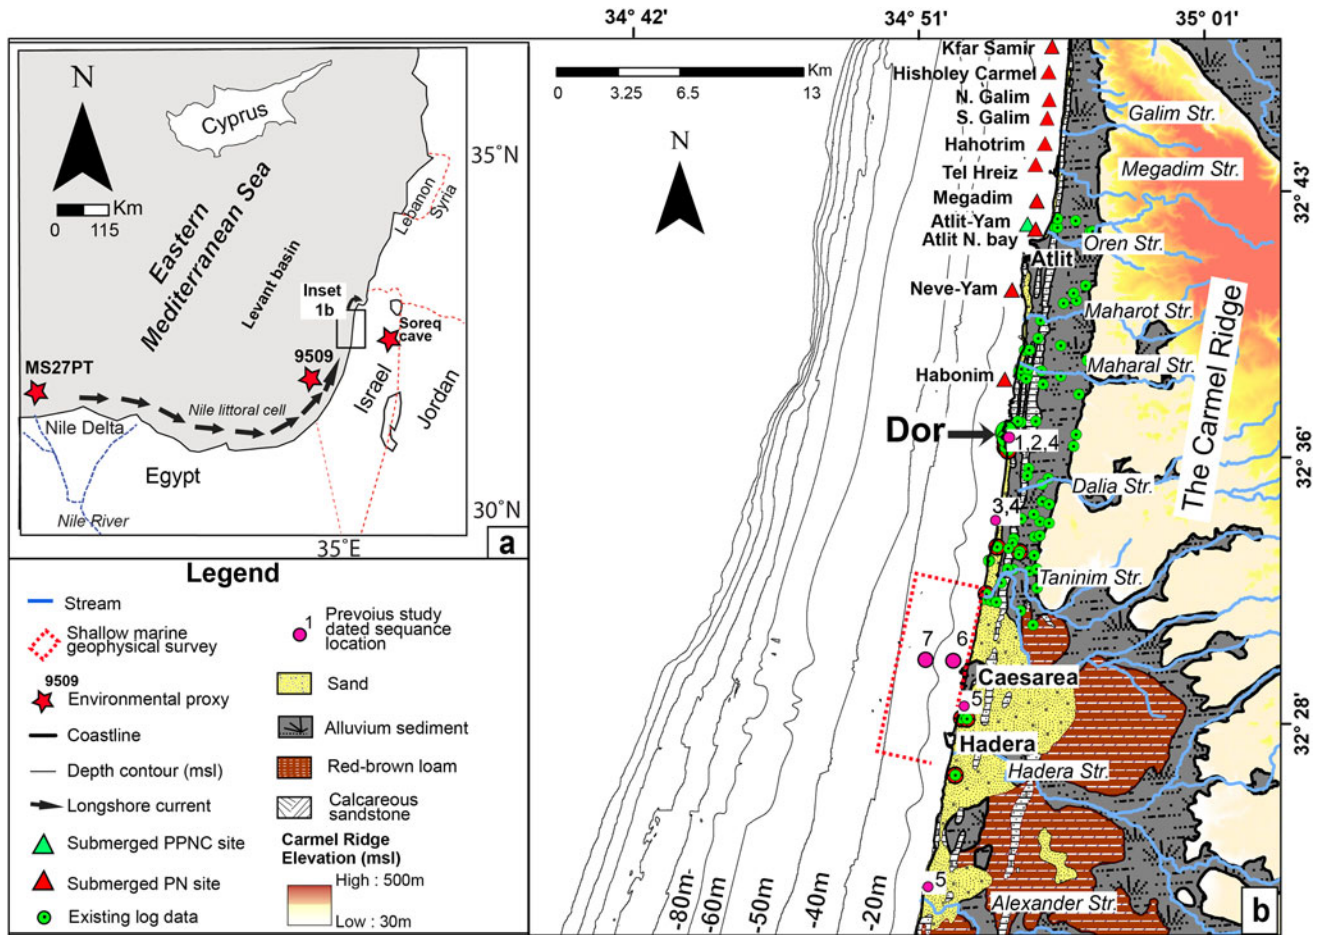 34° 42'
34° 51'
35° 01'
N
Cyprus
35°N
Km
0 115
Eastern
Mediterranean Sea
Levant basin
Lebanon
Syria
Inset
1b
Soreq
cave
MS27PT
9509
Nile littoral cell
Israel
Jordan
Nile Delta
Egypt
Nile River
30°N
35°E
a
Legend
Stream
Shallow marine
geophysical survey
9509
Environmental proxy
Coastline
Depth contour (msl)
Longshore current
Submerged PPNC site
Submerged PN site
Existing log data
1
Prevoius study
dated sequence
location
Sand
Alluvium sediment
Red-brown loam
Calcareous
sandstone
Carmel Ridge
Elevation (msl)
High : 500m
Low : 30m
Km
0 3.25 6.5 13
N
Kfar Samir
Hisholey Carmel
N. Galim
S. Galim
Hahotrim
Tel Hreiz
Megadim
Atlit-Yam
Atlit N. bay
Atlit
Neve-Yam
Habonim
Dor
1,2,4
3,4
7
6
Caesarea
5
Hadera
5
Galim Str.
Megadim Str.
Oren Str.
Maharot Str.
Maharal Str.
The Carmel Ridge
Dalia Str.
Taninim Str.
Hadera Str.
Alexander Str.
-80m-
-60m
-50m
-40m
-20m
32° 43'
32° 36'
32° 28'
b